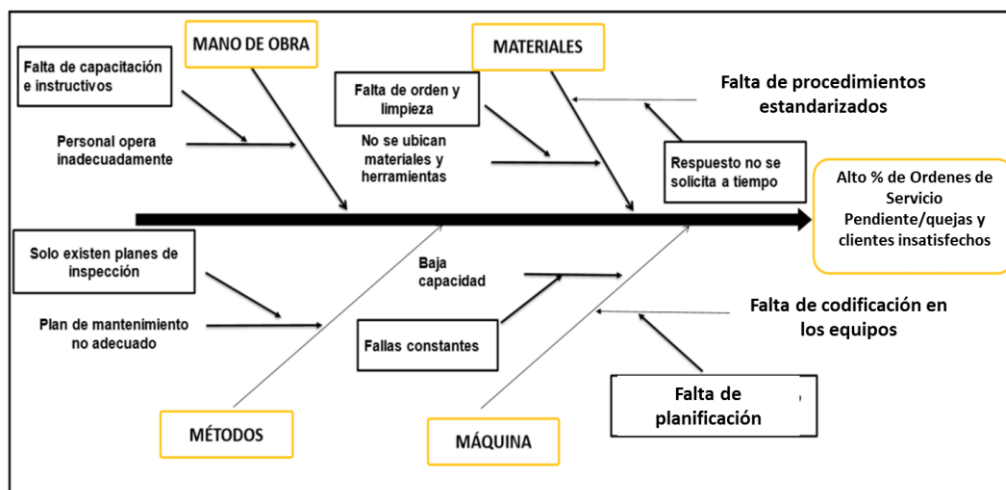 MANO DE OBRA
MATERIALES
Falta de capacitación
e instructivos
Personal opera
inadecuadamente
Falta de orden y
limpieza
No se ubican
materiales y
herramientas
Falta de procedimientos
estandarizados
Respuesto no se
solicita a tiempo
Alto % de Ordenes de
Servicio
Pendiente/quejas y
clientes insatisfechos
Solo existen planes de
inspección
Plan de mantenimiento
no adecuado
Baja
capacidad
Fallas constantes
Falta de codificación en
los equipos
Falta de
planificación
MÉTODOS
MÁQUINA